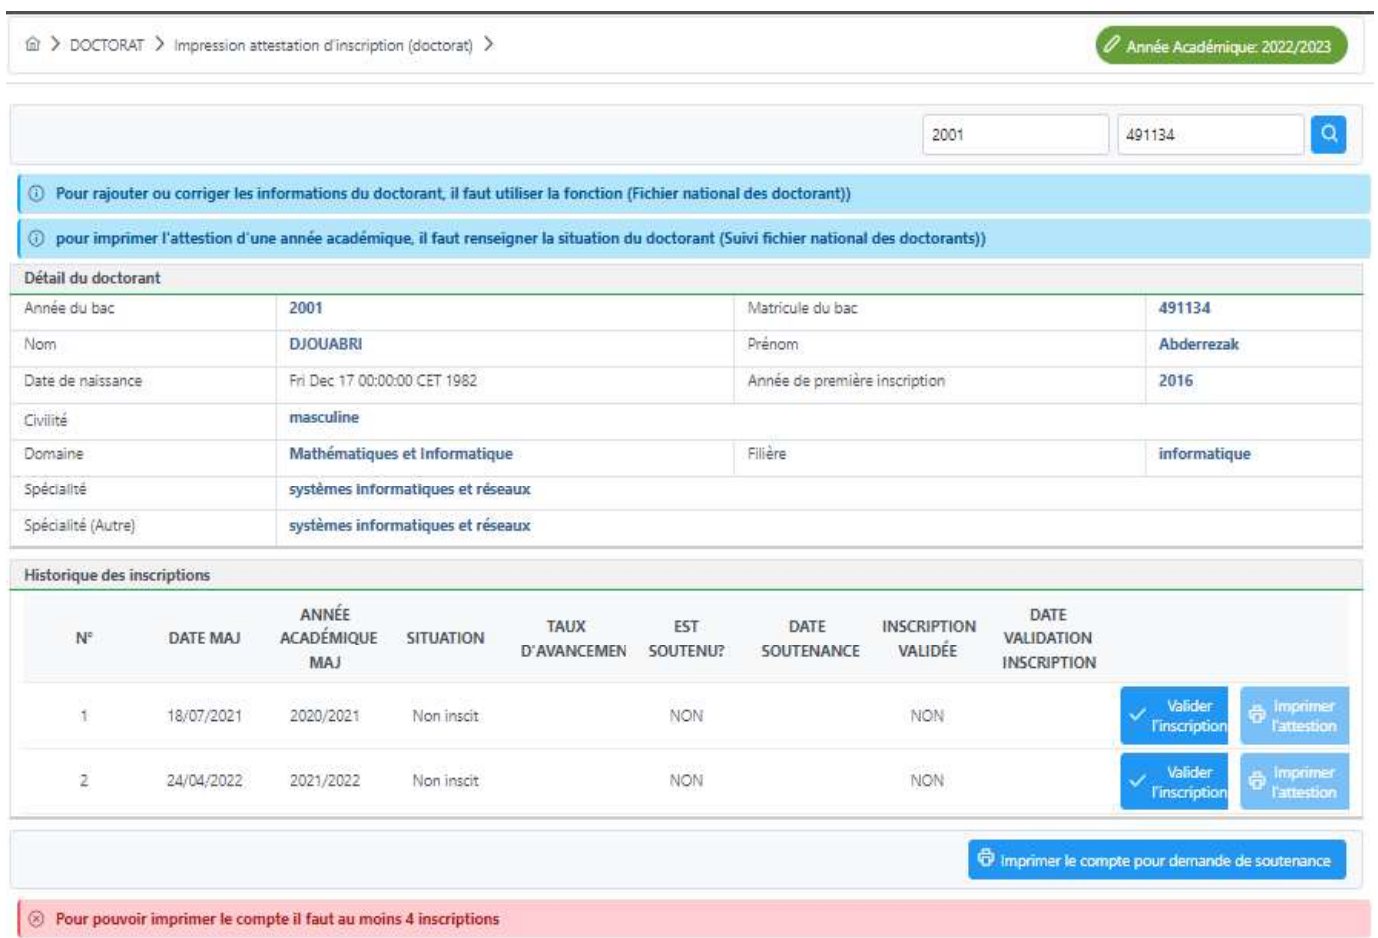 DOCTORAT Impression attestation d'inscription (doctorat) Année Académique: 2022/2023
2001 491134
Pour rajouter ou corriger les informations du doctorant, il faut utiliser la fonction (Fichier national des doctorant))
pour imprimer l'attestion d'une année académique, il faut renseigner la situation du doctorant (Suivi fichier national des doctorants))
Détail du doctorant
Année du bac 2001 Matricule du bac 491134
Nom DJOUABRI Prénom Abderrezak
Date de naissance Fri Dec 17 00:00:00 CET 1982 Année de première inscription 2016
Civilité masculine
Domaine Mathématiques et Informatique Filière informatique
Spécialité systèmes informatiques et réseaux
Spécialité (Autre) systèmes informatiques et réseaux
Historique des inscriptions
N° DATE MAJ ANNÉE ACADÉMIQUE MAJ SITUATION TAUX D'AVANCEMEN EST SOUTENU? DATE SOUTENANCE INSCRIPTION VALIDÉE DATE VALIDATION INSCRIPTION
1 18/07/2021 2020/2021 Non inscit NON NON Valider l'inscription Imprimer l'attestion
2 24/04/2022 2021/2022 Non inscit NON NON Valider l'inscription Imprimer l'attestion
Imprimer le compte pour demande de soutenance
Pour pouvoir imprimer le compte il faut au moins 4 inscriptions